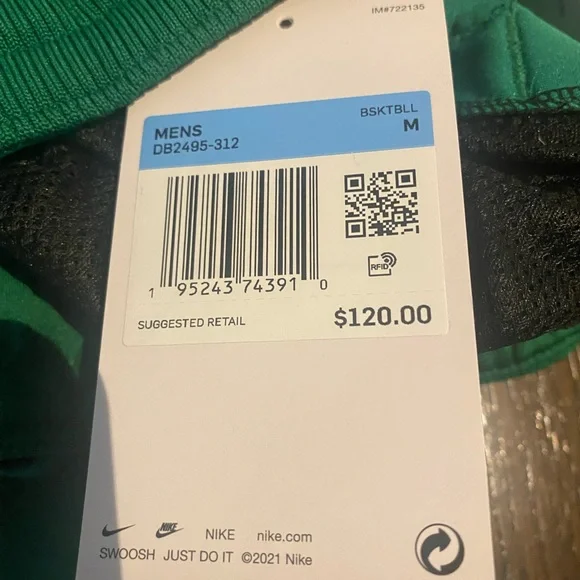 IM#722135
MENS BSKTBLL
DB2495-312 M
RFID
1 95243 74391 0
SUGGESTED RETAIL $120.00
NIKE NIKE nike.com
SWOOSH JUST DO IT ©2021 Nike